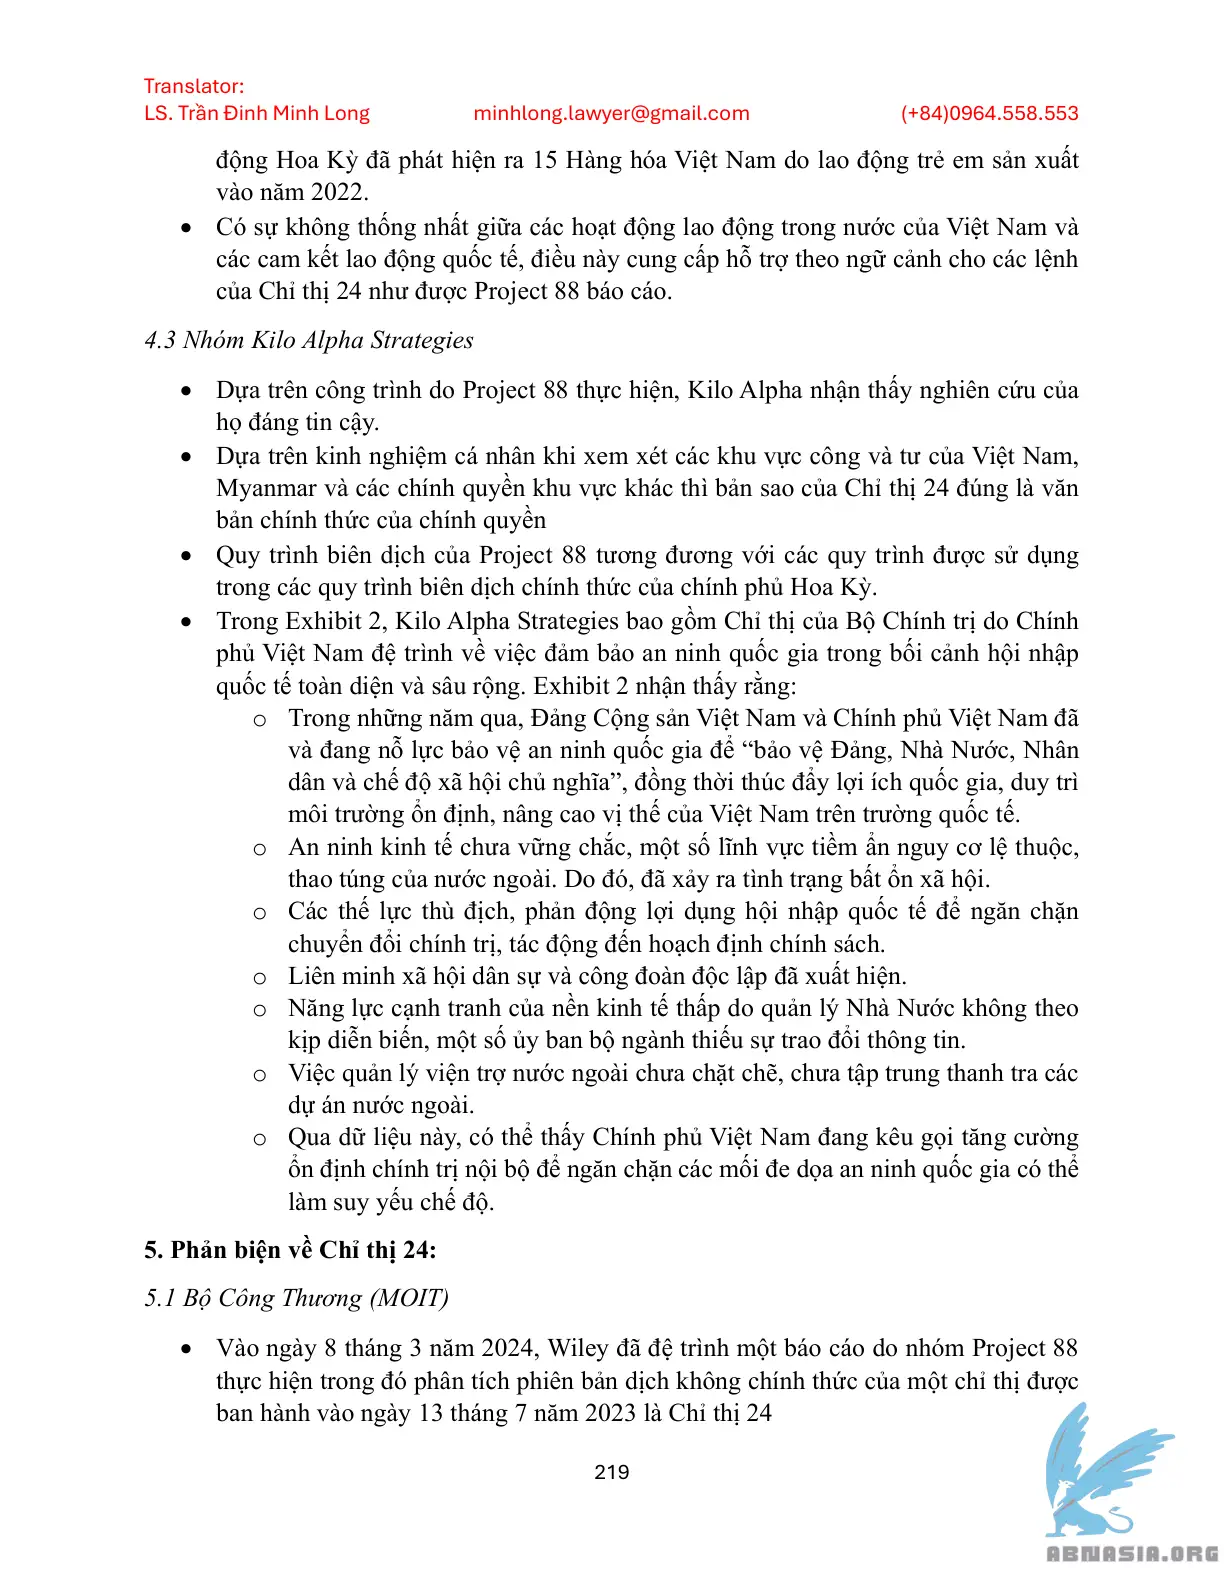 Translator:
LS. Trần Đinh Minh Long minhlong.lawyer@gmail.com (+84)0964.558.553
động Hoa Kỳ đã phát hiện ra 15 Hàng hóa Việt Nam do lao động trẻ em sản xuất
vào năm 2022.
• Có sự không thống nhất giữa các hoạt động lao động trong nước của Việt Nam và
các cam kết lao động quốc tế, điều này cung cấp hỗ trợ theo ngữ cảnh cho các lệnh
của Chỉ thị 24 như được Project 88 báo cáo.
4.3 Nhóm Kilo Alpha Strategies
• Dựa trên công trình do Project 88 thực hiện, Kilo Alpha nhận thấy nghiên cứu của
họ đáng tin cậy.
• Dựa trên kinh nghiệm cá nhân khi xem xét các khu vực công và tư của Việt Nam,
Myanmar và các chính quyền khu vực khác thì bản sao của Chỉ thị 24 đúng là văn
bản chính thức của chính quyền
• Quy trình biên dịch của Project 88 tương đương với các quy trình được sử dụng
trong các quy trình biên dịch chính thức của chính phủ Hoa Kỳ.
• Trong Exhibit 2, Kilo Alpha Strategies bao gồm Chỉ thị của Bộ Chính trị do Chính
phủ Việt Nam đệ trình về việc đảm bảo an ninh quốc gia trong bối cảnh hội nhập
quốc tế toàn diện và sâu rộng. Exhibit 2 nhận thấy rằng:
o Trong những năm qua, Đảng Cộng sản Việt Nam và Chính phủ Việt Nam đã
và đang nỗ lực bảo vệ an ninh quốc gia để “bảo vệ Đảng, Nhà Nước, Nhân
dân và chế độ xã hội chủ nghĩa”, đồng thời thúc đẩy lợi ích quốc gia, duy trì
môi trường ổn định, nâng cao vị thế của Việt Nam trên trường quốc tế.
o An ninh kinh tế chưa vững chắc, một số lĩnh vực tiềm ẩn nguy cơ lệ thuộc,
thao túng của nước ngoài. Do đó, đã xảy ra tình trạng bất ổn xã hội.
o Các thế lực thù địch, phản động lợi dụng hội nhập quốc tế để ngăn chặn
chuyển đổi chính trị, tác động đến hoạch định chính sách.
o Liên minh xã hội dân sự và công đoàn độc lập đã xuất hiện.
o Năng lực cạnh tranh của nền kinh tế thấp do quản lý Nhà Nước không theo
kịp diễn biến, một số ủy ban bộ ngành thiếu sự trao đổi thông tin.
o Việc quản lý viện trợ nước ngoài chưa chặt chẽ, chưa tập trung thanh tra các
dự án nước ngoài.
o Qua dữ liệu này, có thể thấy Chính phủ Việt Nam đang kêu gọi tăng cường
ổn định chính trị nội bộ để ngăn chặn các mối đe dọa an ninh quốc gia có thể
làm suy yếu chế độ.
5. Phản biện về Chỉ thị 24:
5.1 Bộ Công Thương (MOIT)
• Vào ngày 8 tháng 3 năm 2024, Wiley đã đệ trình một báo cáo do nhóm Project 88
thực hiện trong đó phân tích phiên bản dịch không chính thức của một chỉ thị được
ban hành vào ngày 13 tháng 7 năm 2023 là Chỉ thị 24
219
ABNASIA.ORG